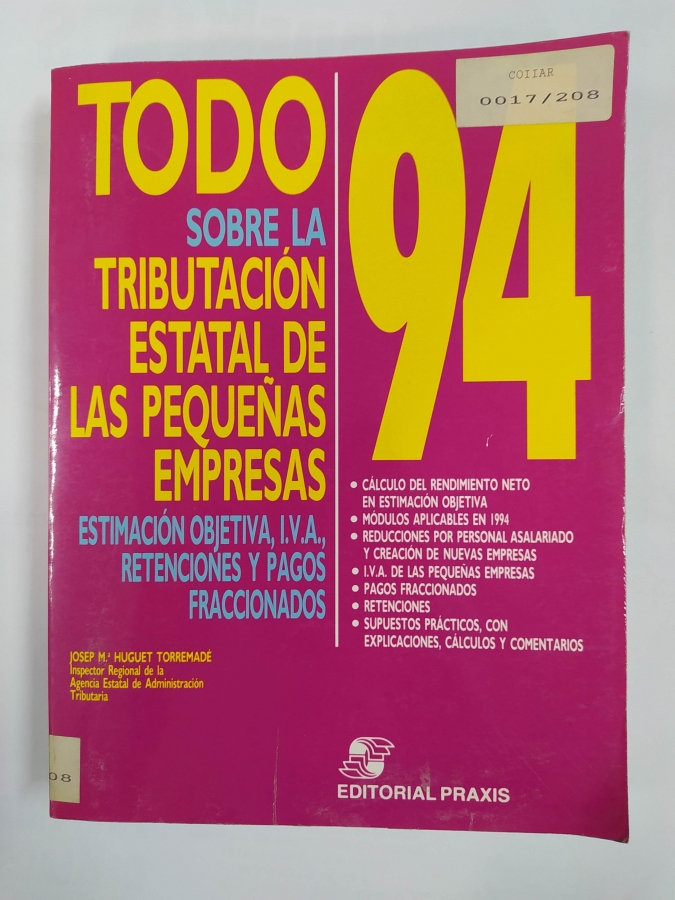 TODO
SOBRE LA
TRIBUTACIÓN
ESTATAL DE
LAS PEQUEÑAS
EMPRESAS
ESTIMACIÓN OBJETIVA, I.V.A.,
RETENCIONES Y PAGOS
FRACCIONADOS
JOSEP M.ª HUGUET TORREMADÉ
Inspector Regional de la
Agencia Estatal de Administración
Tributaria
08
COIIAR
0017/208
94
• CÁLCULO DEL RENDIMIENTO NETO
EN ESTIMACIÓN OBJETIVA
• MÓDULOS APLICABLES EN 1994
• REDUCCIONES POR PERSONAL ASALARIADO
Y CREACIÓN DE NUEVAS EMPRESAS
• I.V.A. DE LAS PEQUEÑAS EMPRESAS
• PAGOS FRACCIONADOS
• RETENCIONES
• SUPUESTOS PRÁCTICOS, CON
EXPLICACIONES, CÁLCULOS Y COMENTARIOS
EDITORIAL PRAXIS